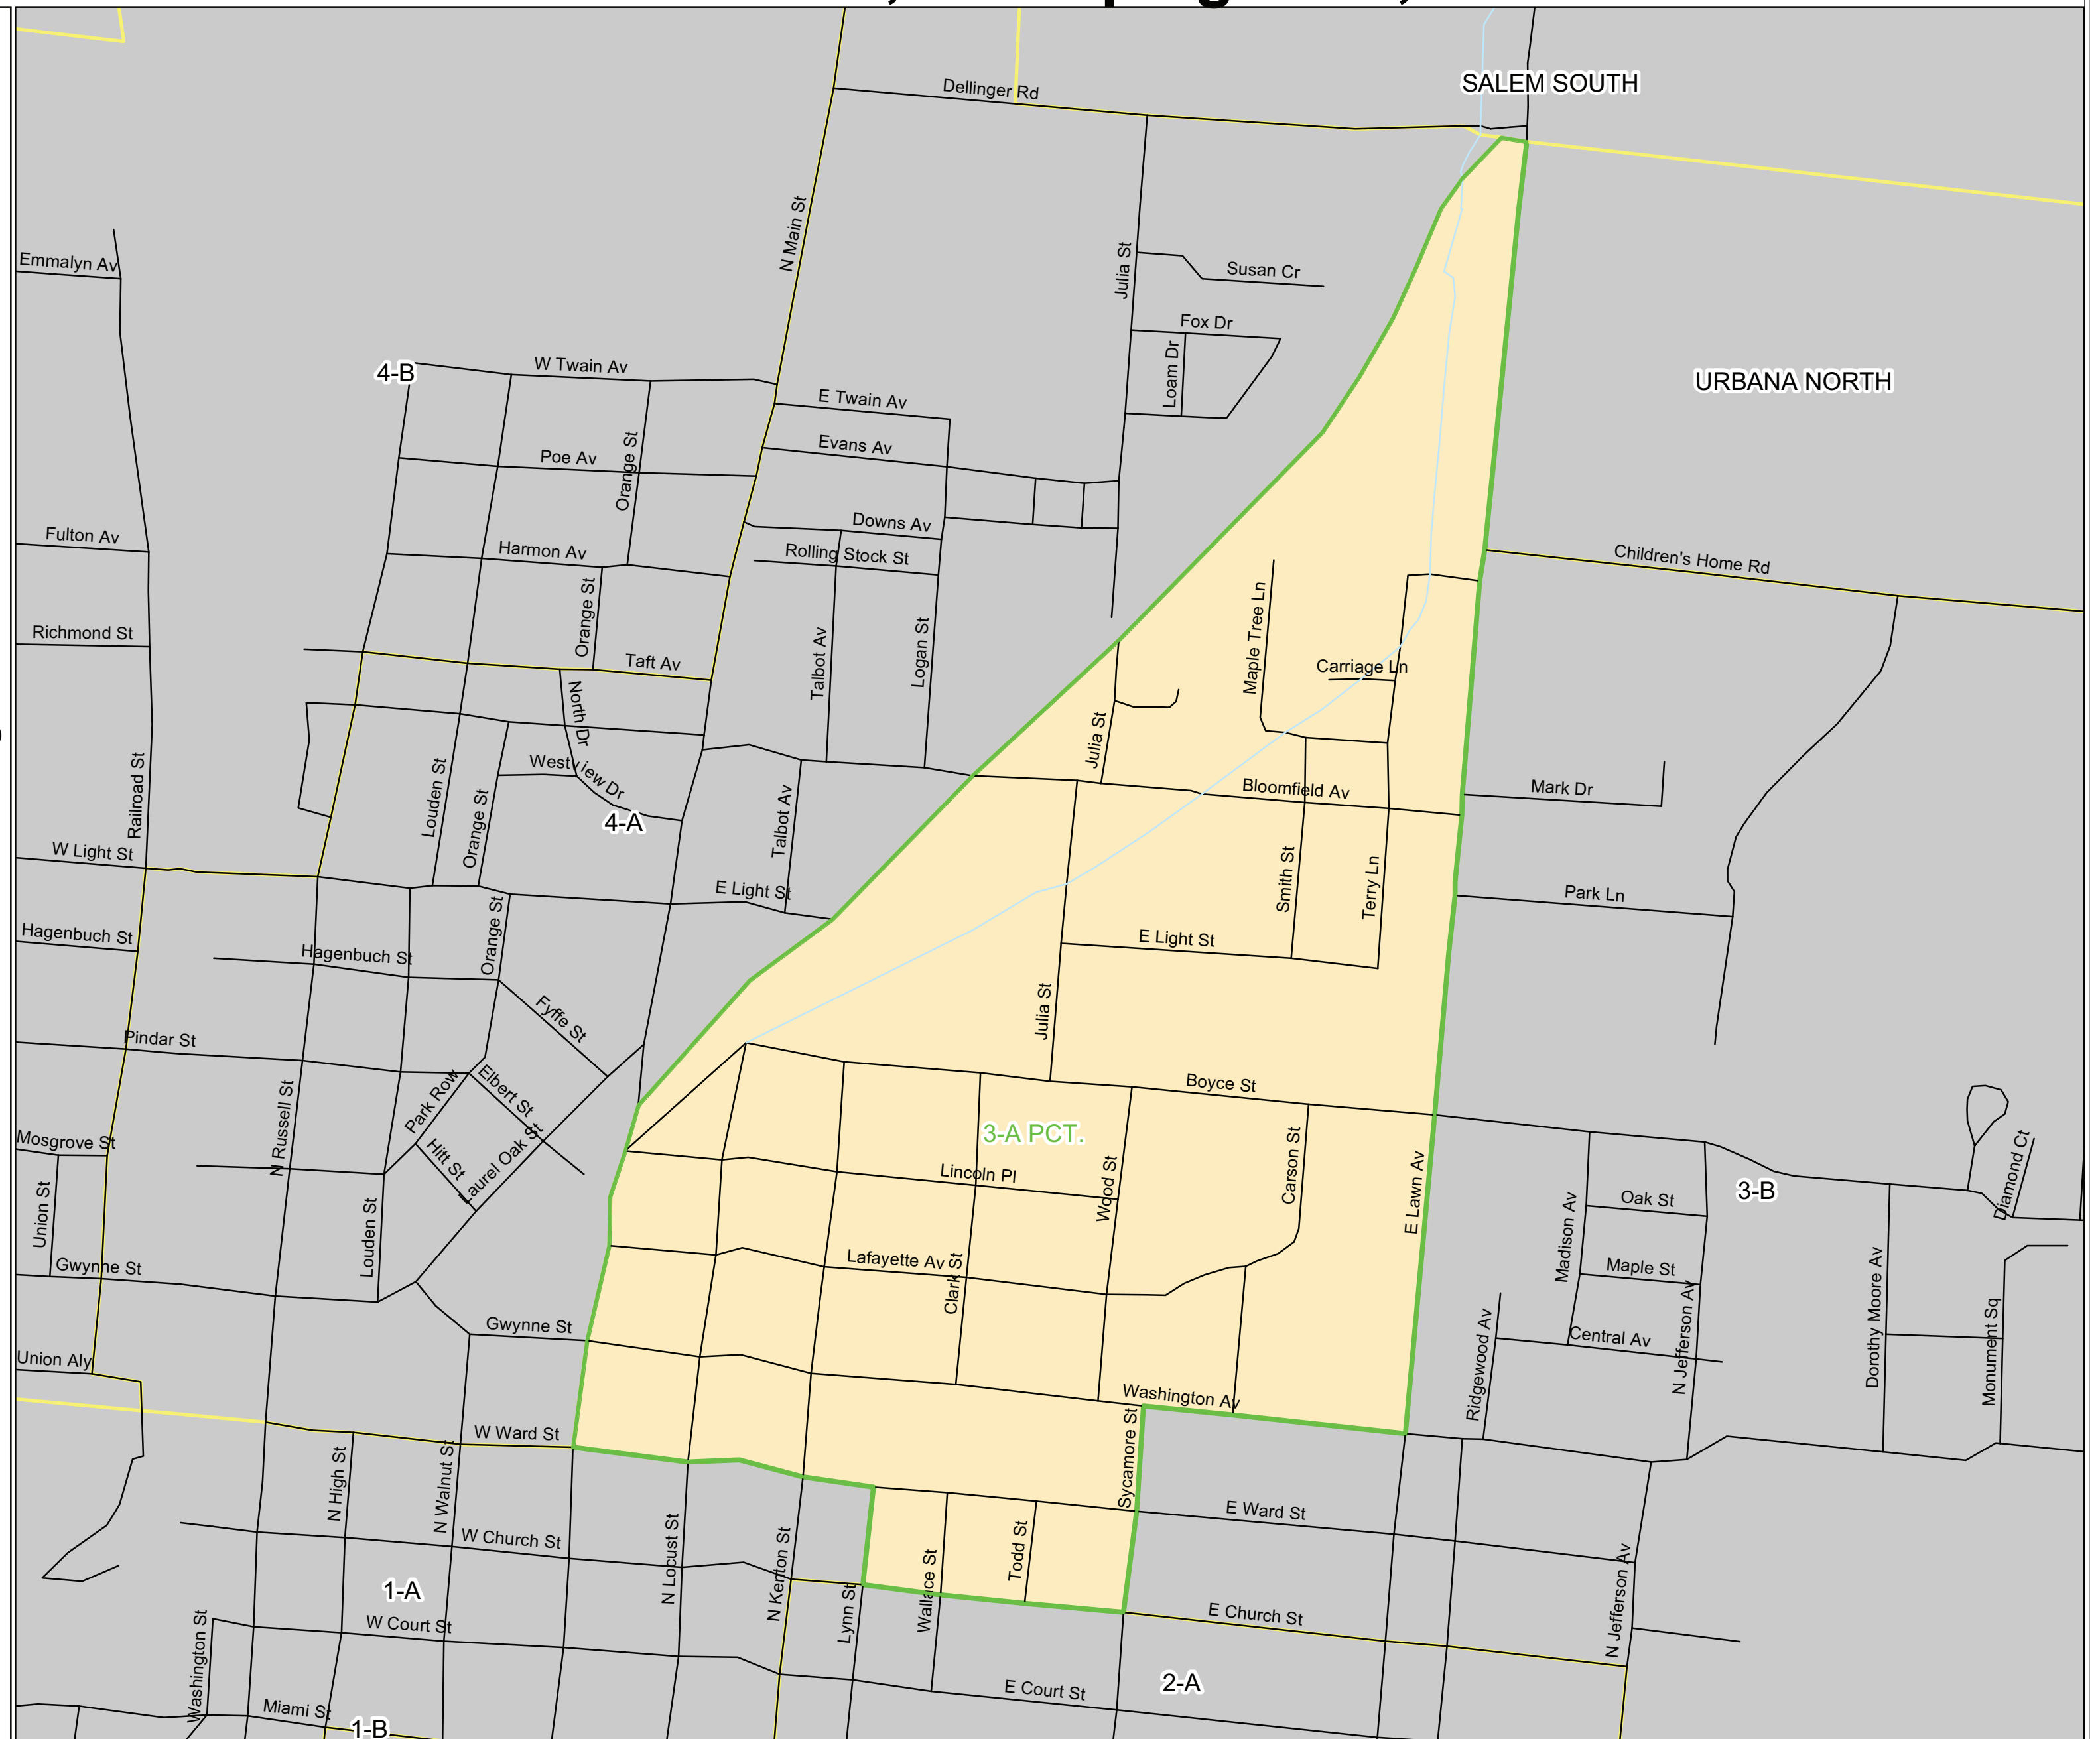 Dellinger Rd
SALEM SOUTH
N Main St
Julia St
Susan Cr
Emmalyn Av
Fox Dr
Loam Dr
4-B
W Twain Av
URBANA NORTH
E Twain Av
Evans Av
Poe Av
Orange St
Fulton Av
Downs Av
Harmon Av
Rolling Stock St
Children's Home Rd
Orange St
Richmond St
Taft Av
Talbot Av
Logan St
Maple Tree Ln
Carriage Ln
North Dr
Julia St
Westview Dr
Railroad St
Louden St
Orange St
4-A
Talbot Av
Bloomfield Av
Mark Dr
W Light St
E Light St
Smith St
Terry Ln
Park Ln
Hagenbuch St
Hagenbuch St
Orange St
E Light St
Fyffe St
Julia St
Pindar St
Park Row
Elbert St
Boyce St
N Russell St
3-A PCT.
Mosgrove St
Hitt St
Laurel Oak St
Lincoln Pl
Wood St
Carson St
E Lawn Av
Diamond Ct
3-B
Oak St
Union St
Louden St
Madison Av
Gwynne St
Lafayette Av
Clark St
Maple St
N Jefferson Av
Dorothy Moore Av
Monument Sq
Gwynne St
Ridgewood Av
Central Av
Union Aly
Washington Av
W Ward St
Sycamore St
N High St
N Walnut St
E Ward St
W Church St
N Locust St
N Kenton St
Todd St
Wallace St
Lynn St
1-A
E Church St
N Jefferson Av
W Court St
Washington St
2-A
E Court St
Miami St
1-B